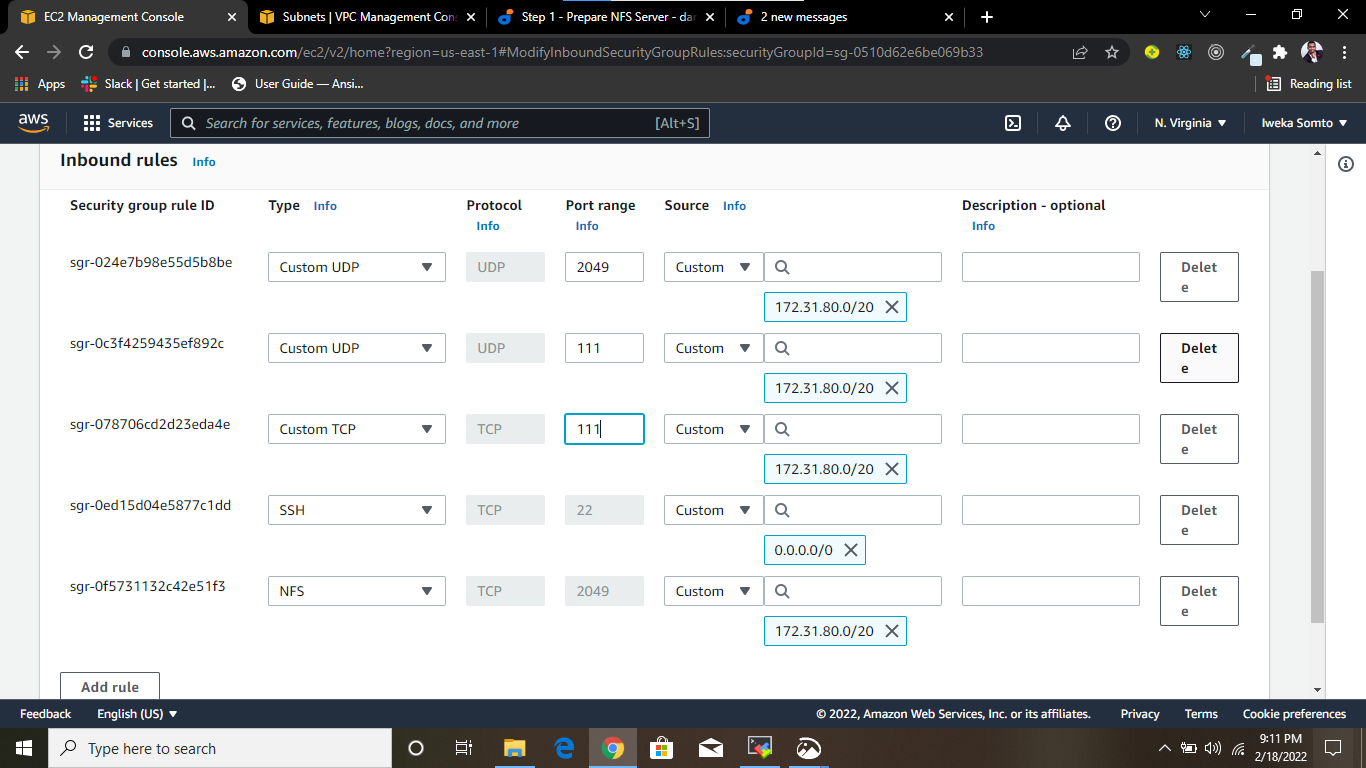 EC2 Management Console
Subnets | VPC Management Con
Step 1 - Prepare NFS Server - dar
2 new messages
console.aws.amazon.com/ec2/v2/home?region=us-east-1#ModifyInboundSecurityGroupRules:securityGroupId=sg-0510d62e6be069b33
Apps
Slack | Get started |...
User Guide — Ansi...
Reading list
aws
Services
Search for services, features, blogs, docs, and more
[Alt+S]
N. Virginia
Iweka Somto
Inbound rules Info
Security group rule ID
Type Info
Protocol
Info
Port range
Info
Source Info
Description - optional
Info
sgr-024e7b98e55d5b8be
Custom UDP
UDP
2049
Custom
172.31.80.0/20
Delet
e
sgr-0c3f4259435ef892c
Custom UDP
UDP
111
Custom
172.31.80.0/20
Delet
e
sgr-078706cd2d23eda4e
Custom TCP
TCP
111
Custom
172.31.80.0/20
Delet
e
sgr-0ed15d04e5877c1dd
SSH
TCP
22
Custom
0.0.0.0/0
Delet
e
sgr-0f5731132c42e51f3
NFS
TCP
2049
Custom
172.31.80.0/20
Delet
e
Add rule
Feedback
English (US)
© 2022, Amazon Web Services, Inc. or its affiliates.
Privacy
Terms
Cookie preferences
Type here to search
9:11 PM
2/18/2022